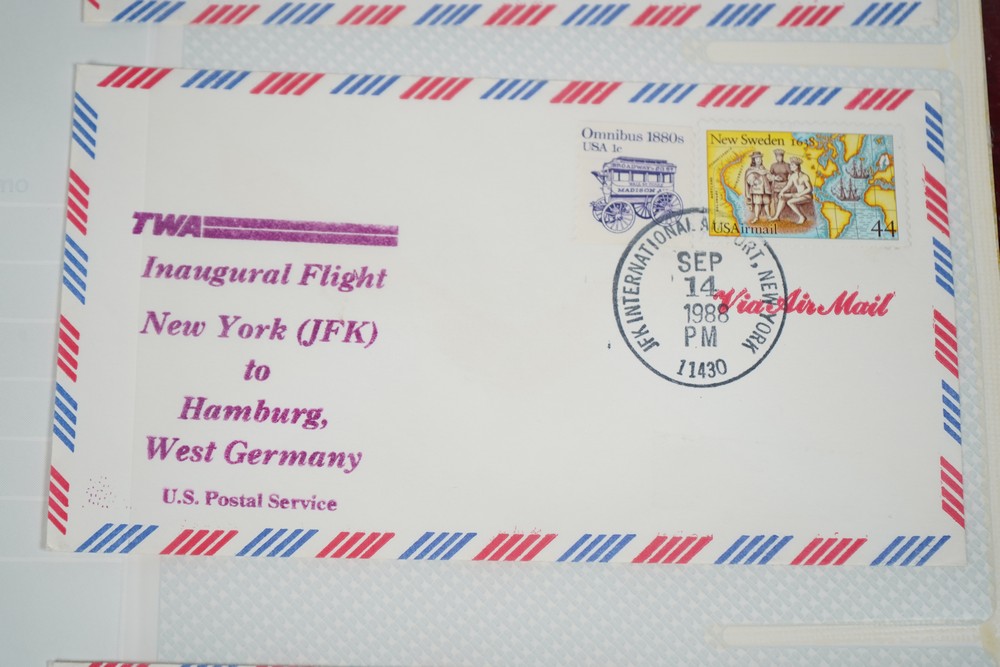 TWA
Inaugural Flight
New York (JFK)
to
Hamburg,
West Germany
U.S. Postal Service
Omnibus 1880s
USA 1c
MADISON
New Sweden 1638
USAirmail
44
Via Air Mail
JFK INTERNATIONAL AIRPORT, NEW YORK
SEP
14
1988
PM
11430